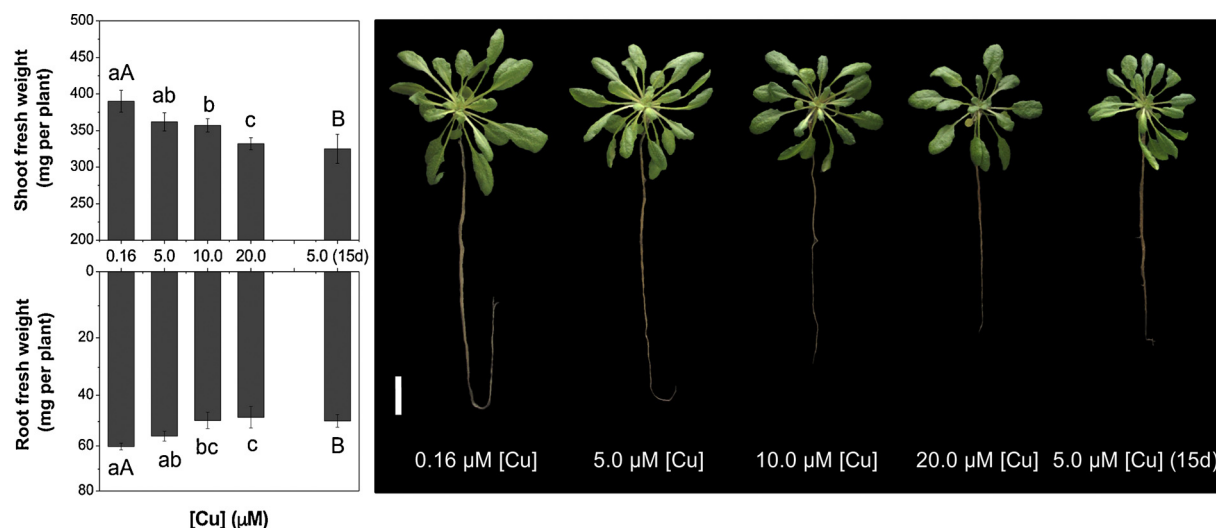 Shoot fresh weight
(mg per plant)
500
450
400
350
300
250
200
aA
ab
b
c
B
0.16
5.0
10.0
20.0
5.0 (15d)
Root fresh weight
(mg per plant)
0
20
40
60
80
aA
ab
bc
c
B
[Cu] (µM)
0.16 µM [Cu]
5.0 µM [Cu]
10.0 µM [Cu]
20.0 µM [Cu]
5.0 µM [Cu] (15d)